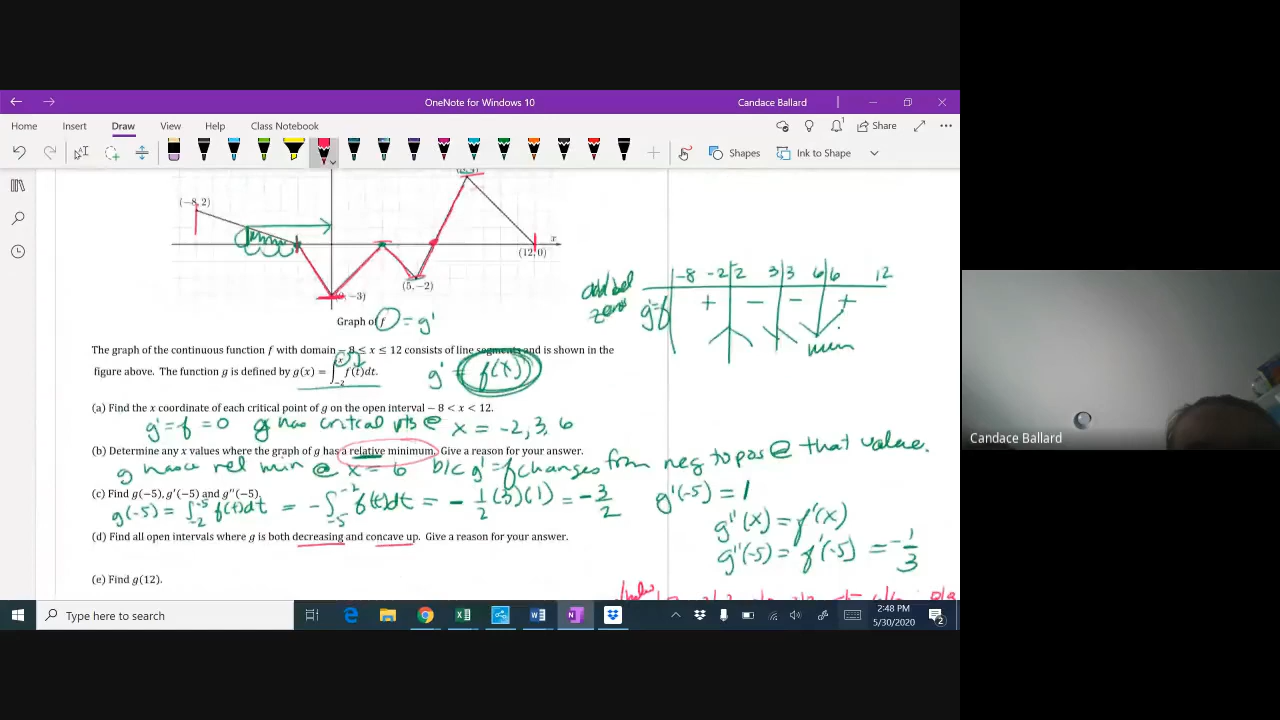 OneNote for Windows 10
Candace Ballard
Home Insert Draw View Help Class Notebook
Share
Shapes
Ink to Shape
(-8, 2)
x
(12, 0)
, -3)
(5, -2)
Graph of f = g'
The graph of the continuous function f with domain - 8 ≤ x ≤ 12 consists of line segments and is shown in the
figure above. The function g is defined by g(x) = ∫₋₂ˣ f(t)dt.
g' = f(x)
(a) Find the x coordinate of each critical point of g on the open interval - 8 < x < 12.
g' = f = 0 g has critical pts @ x = -2, 3, 6
(b) Determine any x values where the graph of g has a relative minimum. Give a reason for your answer.
g has a rel min @ x = 6 b/c g' = f changes from neg to pos @ that value.
(c) Find g(-5), g'(-5) and g''(-5).
g(-5) = ∫₋₂⁻⁵ f(t)dt = -∫₋₅⁻² f(t)dt = -1/2 (3)(1) = -3/2
(d) Find all open intervals where g is both decreasing and concave up. Give a reason for your answer.
(e) Find g(12).
-8 -2 | -2 3 | 3 6 | 6 12
zeros
g' = f + - - +
min
g'(-5) = 1
g''(x) = f'(x)
g''(-5) = f'(-5) = -1/3
Candace Ballard
Type here to search
2:48 PM
5/30/2020
2